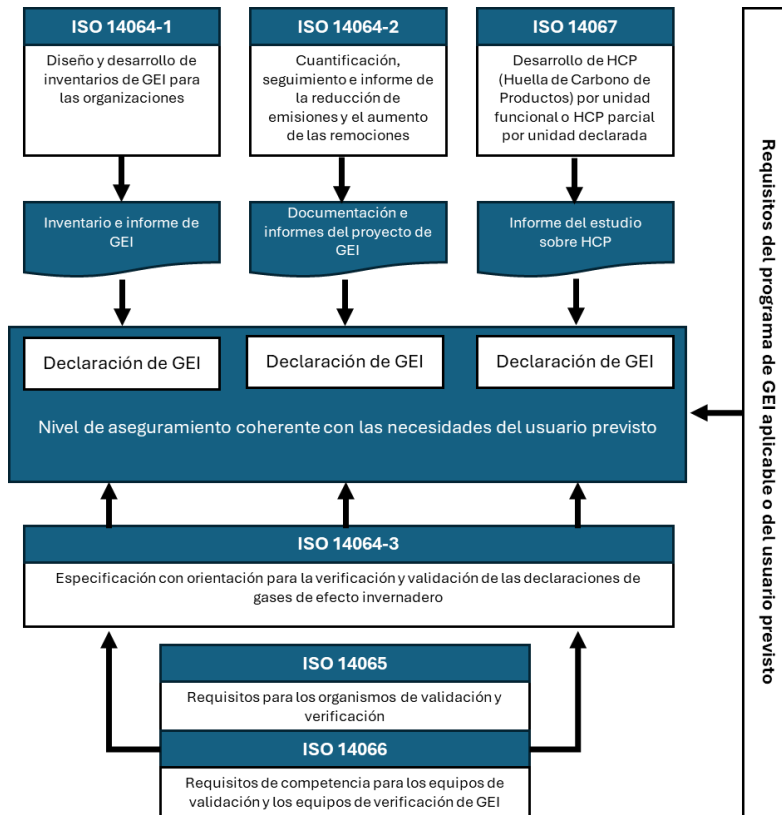 ISO 14064-1
Diseño y desarrollo de
inventarios de GEI para
las organizaciones
ISO 14064-2
Cuantificación,
seguimiento e informe de
la reducción de
emisiones y el aumento
de las remociones
ISO 14067
Desarrollo de HCP
(Huella de Carbono de
Productos) por unidad
funcional o HCP parcial
por unidad declarada
Inventario e informe de
GEI
Documentación e
informes del proyecto de
GEI
Informe del estudio
sobre HCP
Declaración de GEI
Declaración de GEI
Declaración de GEI
Nivel de aseguramiento coherente con las necesidades del usuario previsto
ISO 14064-3
Especificación con orientación para la verificación y validación de las declaraciones de
gases de efecto invernadero
ISO 14065
Requisitos para los organismos de validación y
verificación
ISO 14066
Requisitos de competencia para los equipos de
validación y los equipos de verificación de GEI
Requisitos del programa de GEI aplicable o del usuario previsto